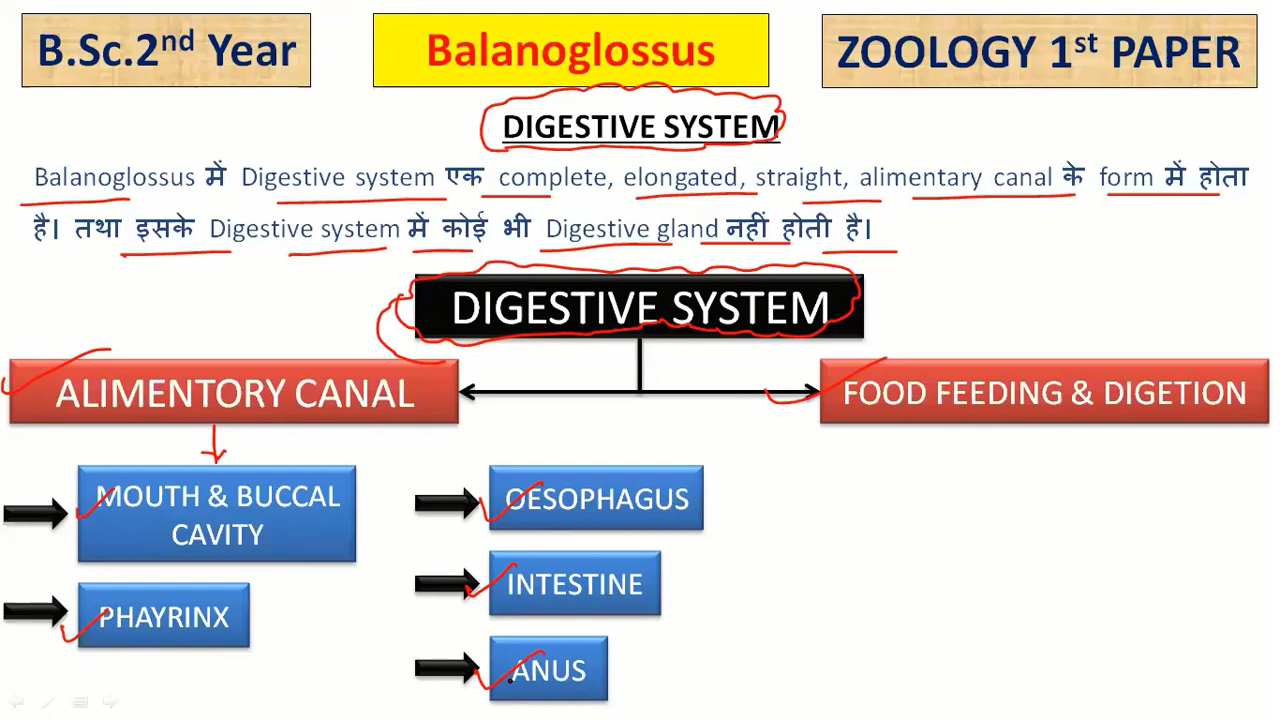 B.Sc.2nd Year
Balanoglossus
ZOOLOGY 1st PAPER
DIGESTIVE SYSTEM
Balanoglossus में Digestive system एक complete, elongated, straight, alimentary canal के form में होता
है। तथा इसके Digestive system में कोई भी Digestive gland नहीं होती है।
DIGESTIVE SYSTEM
ALIMENTORY CANAL
FOOD FEEDING & DIGETION
MOUTH & BUCCAL
CAVITY
PHAYRINX
OESOPHAGUS
INTESTINE
ANUS